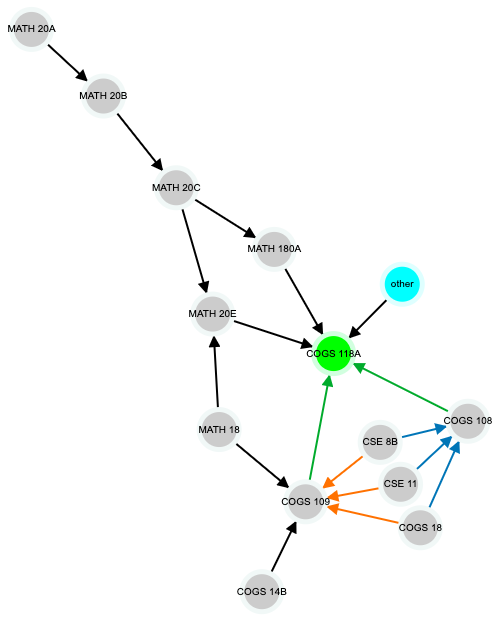 MATH 20A
MATH 20B
MATH 20C
MATH 180A
other
MATH 20E
COGS 118A
COGS 108
MATH 18
CSE 8B
CSE 11
COGS 109
COGS 18
COGS 14B